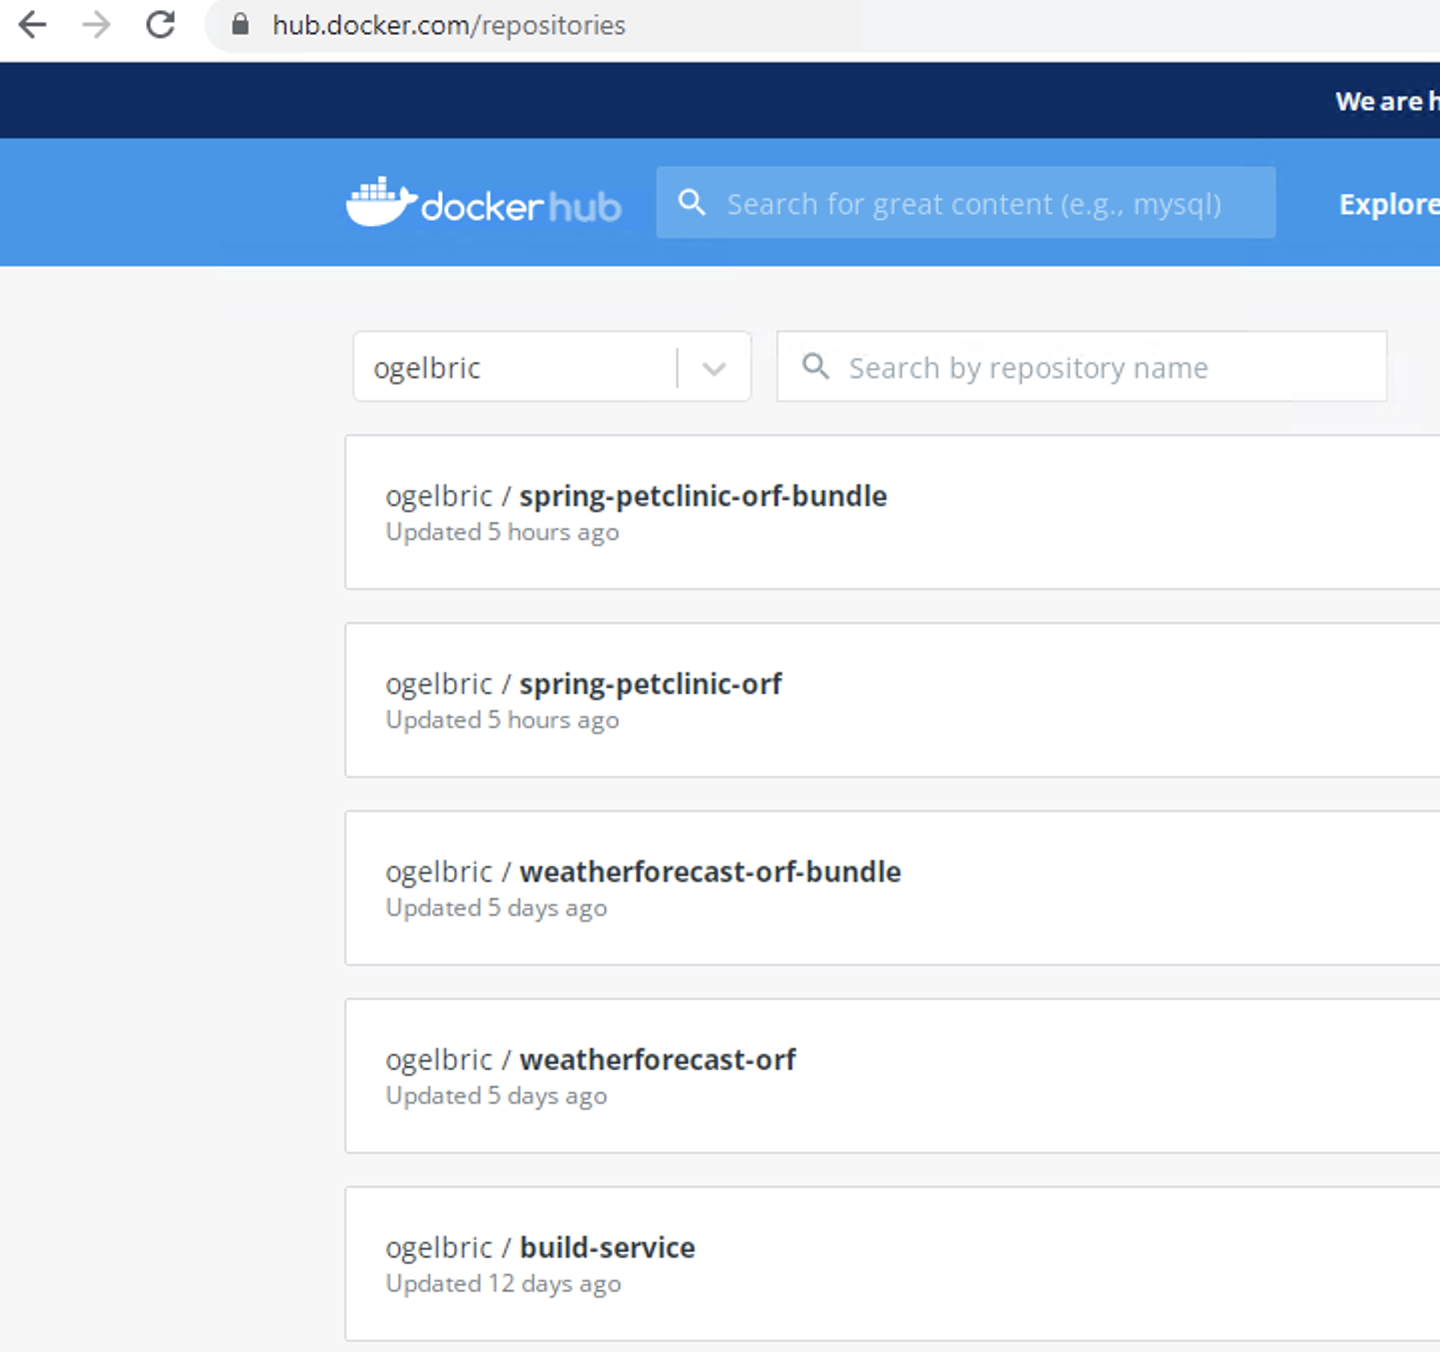 hub.docker.com/repositories
We are h
docker hub
Search for great content (e.g., mysql)
Explore
ogelbric
Search by repository name
ogelbric / spring-petclinic-orf-bundle
Updated 5 hours ago
ogelbric / spring-petclinic-orf
Updated 5 hours ago
ogelbric / weatherforecast-orf-bundle
Updated 5 days ago
ogelbric / weatherforecast-orf
Updated 5 days ago
ogelbric / build-service
Updated 12 days ago